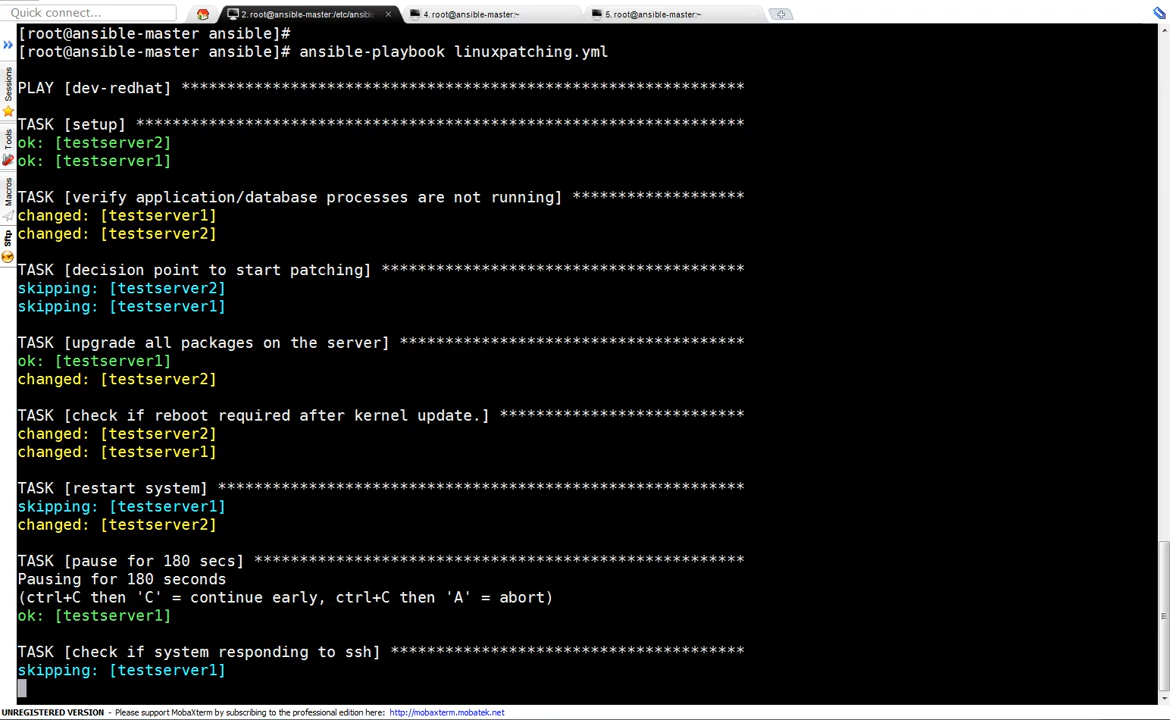 Quick connect...
2. root@ansible-master:/etc/ansible
4. root@ansible-master:~
5. root@ansible-master:~
Sessions
Tools
Macros
Sftp
[root@ansible-master ansible]#
[root@ansible-master ansible]# ansible-playbook linuxpatching.yml
PLAY [dev-redhat] **************************************************************
TASK [setup] *******************************************************************
ok: [testserver2]
ok: [testserver1]
TASK [verify application/database processes are not running] *******************
changed: [testserver1]
changed: [testserver2]
TASK [decision point to start patching] ****************************************
skipping: [testserver2]
skipping: [testserver1]
TASK [upgrade all packages on the server] **************************************
ok: [testserver1]
changed: [testserver2]
TASK [check if reboot required after kernel update.] ***************************
changed: [testserver2]
changed: [testserver1]
TASK [restart system] **********************************************************
skipping: [testserver1]
changed: [testserver2]
TASK [pause for 180 secs] ******************************************************
Pausing for 180 seconds
(ctrl+C then 'C' = continue early, ctrl+C then 'A' = abort)
ok: [testserver1]
TASK [check if system responding to ssh] ***************************************
skipping: [testserver1]
UNREGISTERED VERSION - Please support MobaXterm by subscribing to the professional edition here: http://mobaxterm.mobatek.net